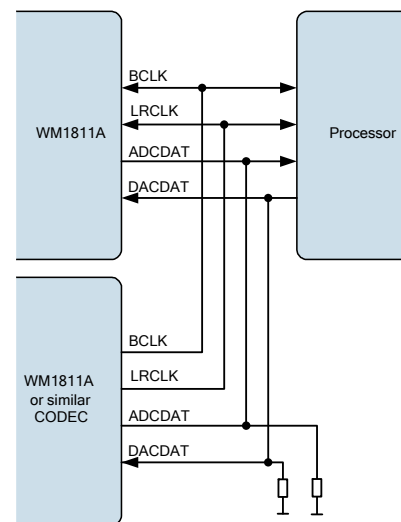 BCLK
LRCLK
WM1811A
Processor
ADCDAT
DACDAT
BCLK
LRCLK
WM1811A
or similar
CODEC
ADCDAT
DACDAT